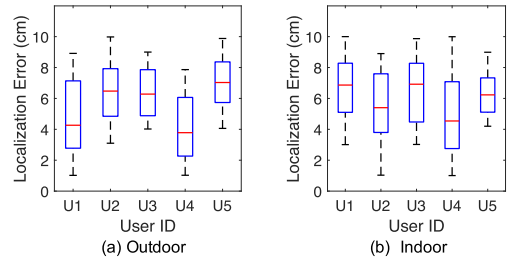 Localization Error (cm)
10
8
6
4
2
0
U1 U2 U3 U4 U5
User ID
(a) Outdoor
Localization Error (cm)
10
8
6
4
2
0
U1 U2 U3 U4 U5
User ID
(b) Indoor